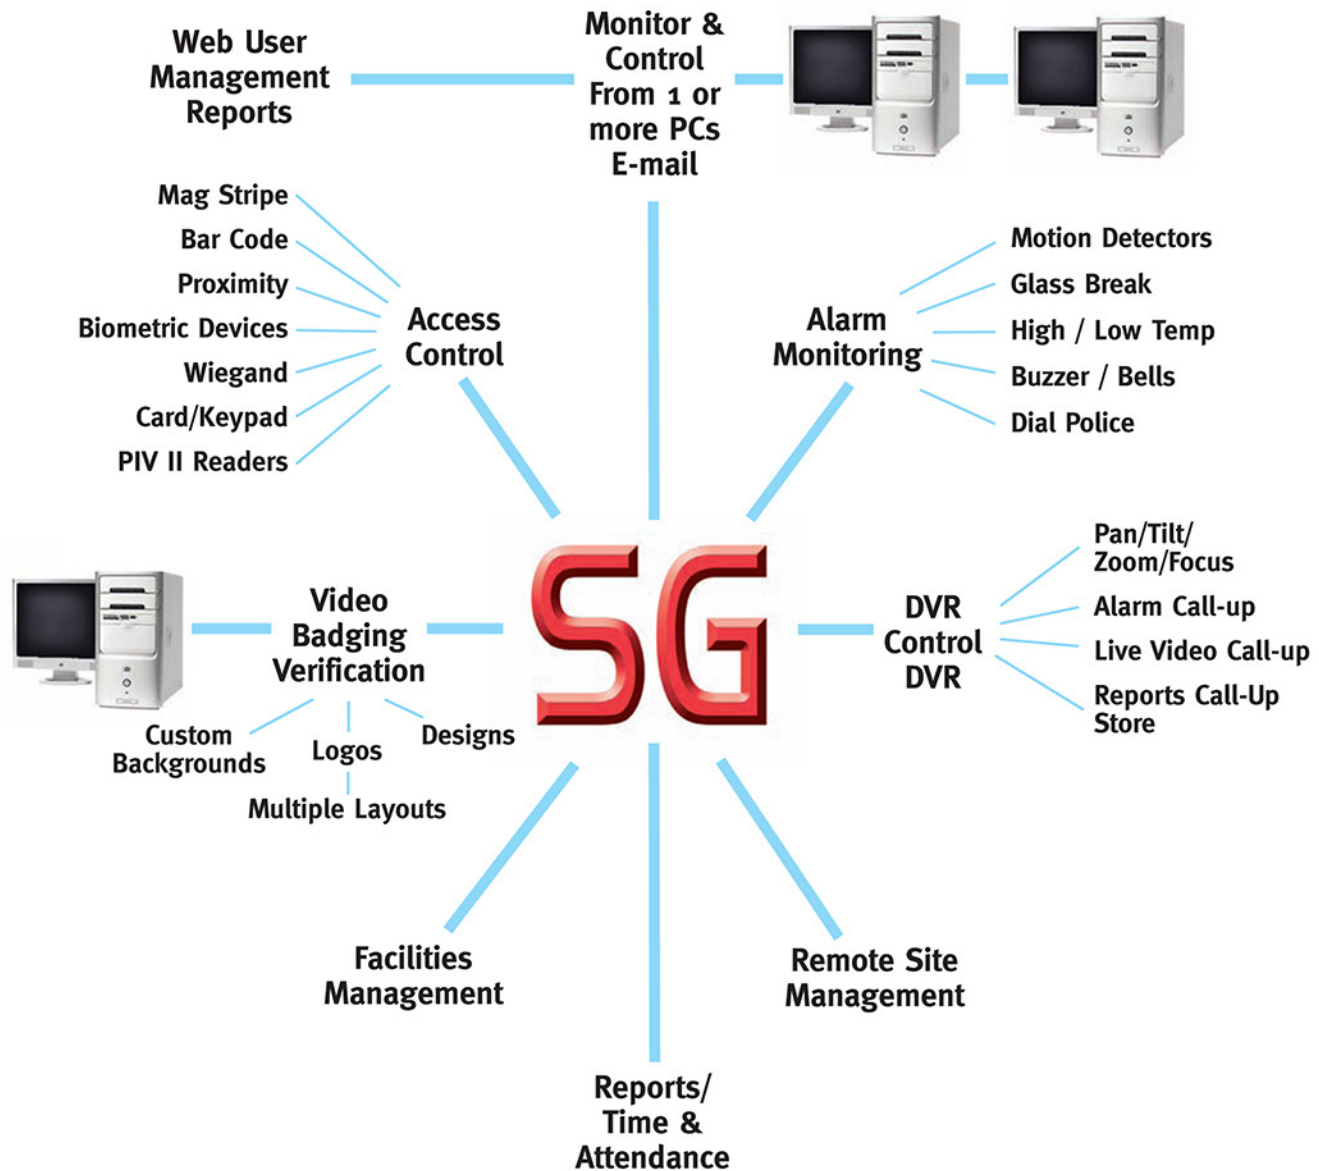 Web User
Management
Reports
Monitor &
Control
From 1 or
more PCs
E-mail
Mag Stripe
Bar Code
Proximity
Biometric Devices
Wiegand
Card/Keypad
PIV II Readers
Access
Control
Alarm
Monitoring
Motion Detectors
Glass Break
High / Low Temp
Buzzer / Bells
Dial Police
Video
Badging
Verification
Custom
Backgrounds
Logos
Designs
Multiple Layouts
SG
DVR
Control
DVR
Pan/Tilt/
Zoom/Focus
Alarm Call-up
Live Video Call-up
Reports Call-Up
Store
Facilities
Management
Remote Site
Management
Reports/
Time &
Attendance